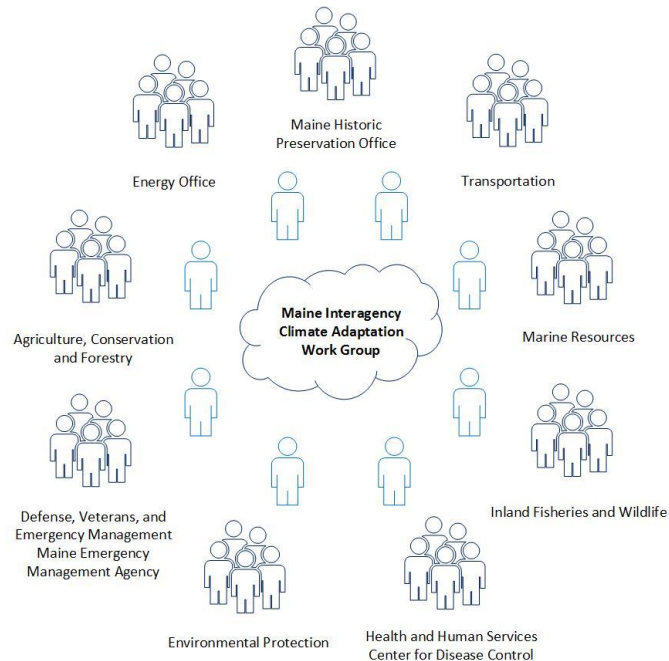 Maine Historic
Preservation Office
Energy Office
Transportation
Maine Interagency
Climate Adaptation
Work Group
Agriculture, Conservation
and Forestry
Marine Resources
Defense, Veterans, and
Emergency Management
Maine Emergency
Management Agency
Inland Fisheries and Wildlife
Environmental Protection
Health and Human Services
Center for Disease Control